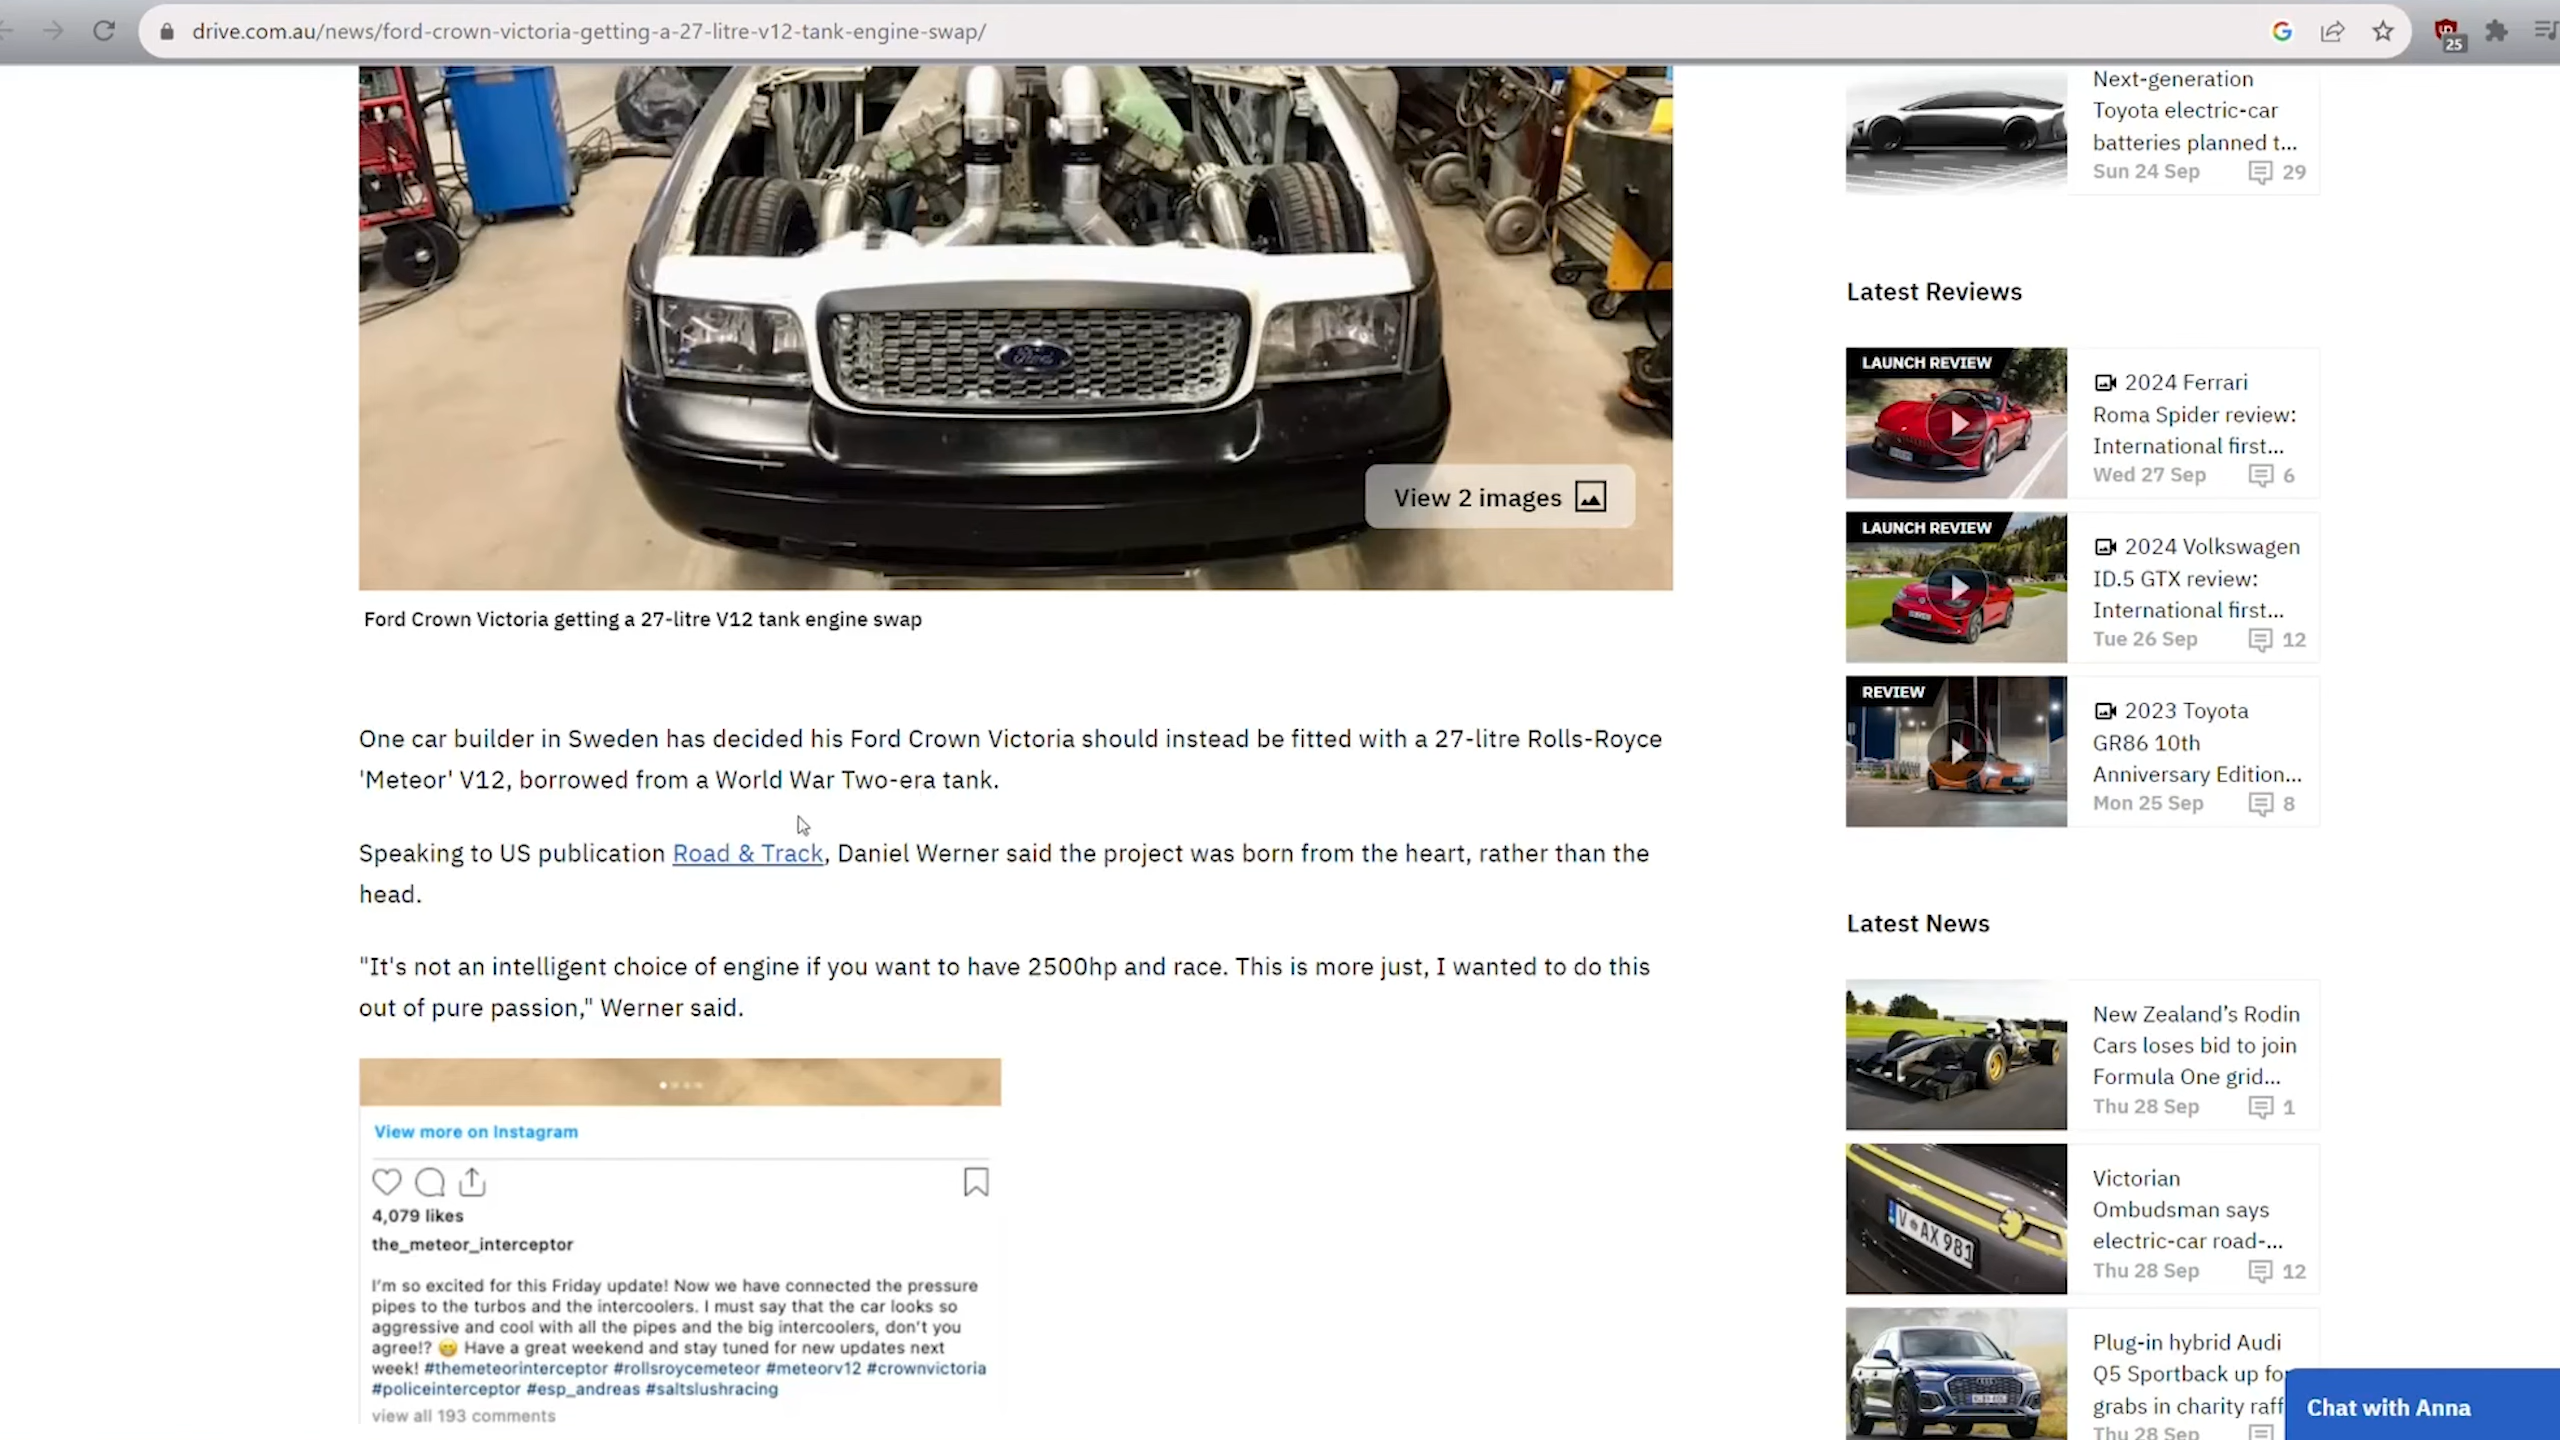 drive.com.au/news/ford-crown-victoria-getting-a-27-litre-v12-tank-engine-swap/
25
Ford
View 2 images
Ford Crown Victoria getting a 27-litre V12 tank engine swap
One car builder in Sweden has decided his Ford Crown Victoria should instead be fitted with a 27-litre Rolls-Royce
'Meteor' V12, borrowed from a World War Two-era tank.
Speaking to US publication Road & Track, Daniel Werner said the project was born from the heart, rather than the
head.
"It's not an intelligent choice of engine if you want to have 2500hp and race. This is more just, I wanted to do this
out of pure passion," Werner said.
View more on Instagram
4,079 likes
the_meteor_interceptor
I'm so excited for this Friday update! Now we have connected the pressure
pipes to the turbos and the intercoolers. I must say that the car looks so
aggressive and cool with all the pipes and the big intercoolers, don't you
agree!? 😁 Have a great weekend and stay tuned for new updates next
week! #themeteorinterceptor #rollsroycemeteor #meteorv12 #crownvictoria
#policeinterceptor #esp_andreas #saltslushracing
view all 193 comments
Next-generation
Toyota electric-car
batteries planned t...
Sun 24 Sep 29
Latest Reviews
LAUNCH REVIEW
2024 Ferrari
Roma Spider review:
International first...
Wed 27 Sep 6
LAUNCH REVIEW
2024 Volkswagen
ID.5 GTX review:
International first...
Tue 26 Sep 12
REVIEW
2023 Toyota
GR86 10th
Anniversary Edition...
Mon 25 Sep 8
Latest News
New Zealand's Rodin
Cars loses bid to join
Formula One grid...
Thu 28 Sep 1
Victorian
Ombudsman says
electric-car road-...
Thu 28 Sep 12
V AX 981
Plug-in hybrid Audi
Q5 Sportback up for
grabs in charity raff
Thu 28 Sep
Chat with Anna